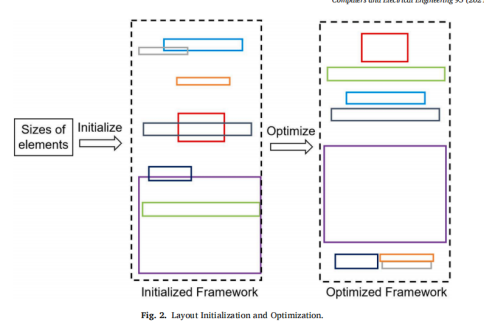 Computers and Electrical Engineering 93 (202
Sizes of
elements
Initialize
Optimize
Initialized Framework
Optimized Framework
Fig. 2. Layout Initialization and Optimization.